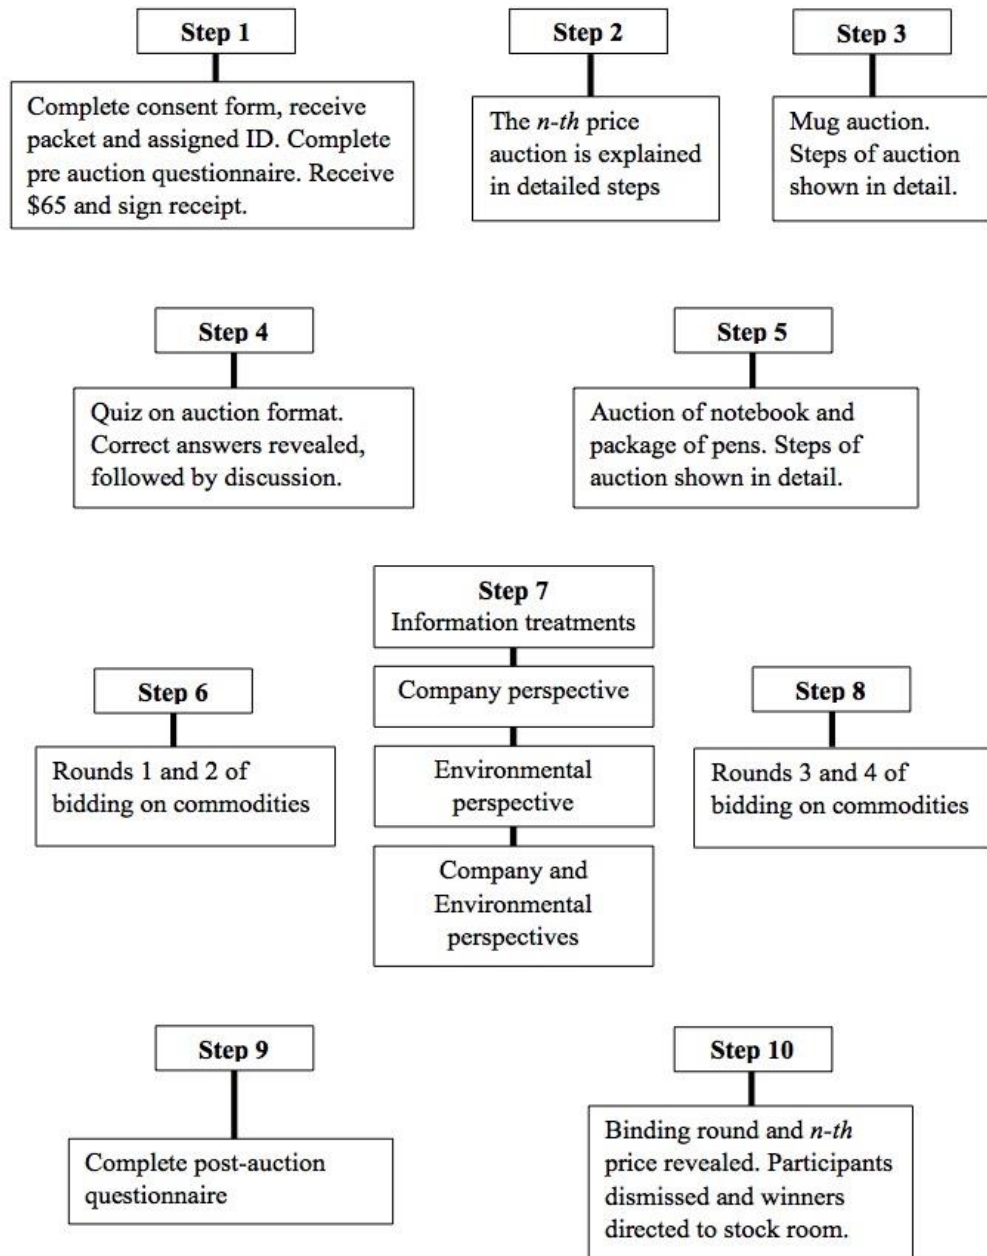 Step 1
Complete consent form, receive
packet and assigned ID. Complete
pre auction questionnaire. Receive
$65 and sign receipt.
Step 2
The n-th price
auction is explained
in detailed steps
Step 3
Mug auction.
Steps of auction
shown in detail.
Step 4
Quiz on auction format.
Correct answers revealed,
followed by discussion.
Step 5
Auction of notebook and
package of pens. Steps of
auction shown in detail.
Step 6
Rounds 1 and 2 of
bidding on commodities
Step 7
Information treatments
Company perspective
Environmental
perspective
Company and
Environmental
perspectives
Step 8
Rounds 3 and 4 of
bidding on commodities
Step 9
Complete post-auction
questionnaire
Step 10
Binding round and n-th
price revealed. Participants
dismissed and winners
directed to stock room.